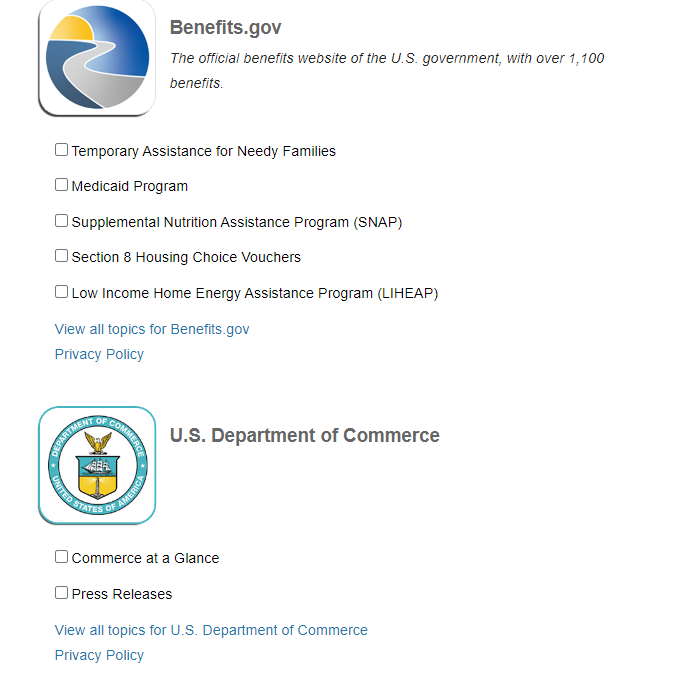 Benefits.gov
The official benefits website of the U.S. government, with over 1,100
benefits.
Temporary Assistance for Needy Families
Medicaid Program
Supplemental Nutrition Assistance Program (SNAP)
Section 8 Housing Choice Vouchers
Low Income Home Energy Assistance Program (LIHEAP)
View all topics for Benefits.gov
Privacy Policy
DEPARTMENT OF COMMERCE
UNITED STATES OF AMERICA
U.S. Department of Commerce
Commerce at a Glance
Press Releases
View all topics for U.S. Department of Commerce
Privacy Policy